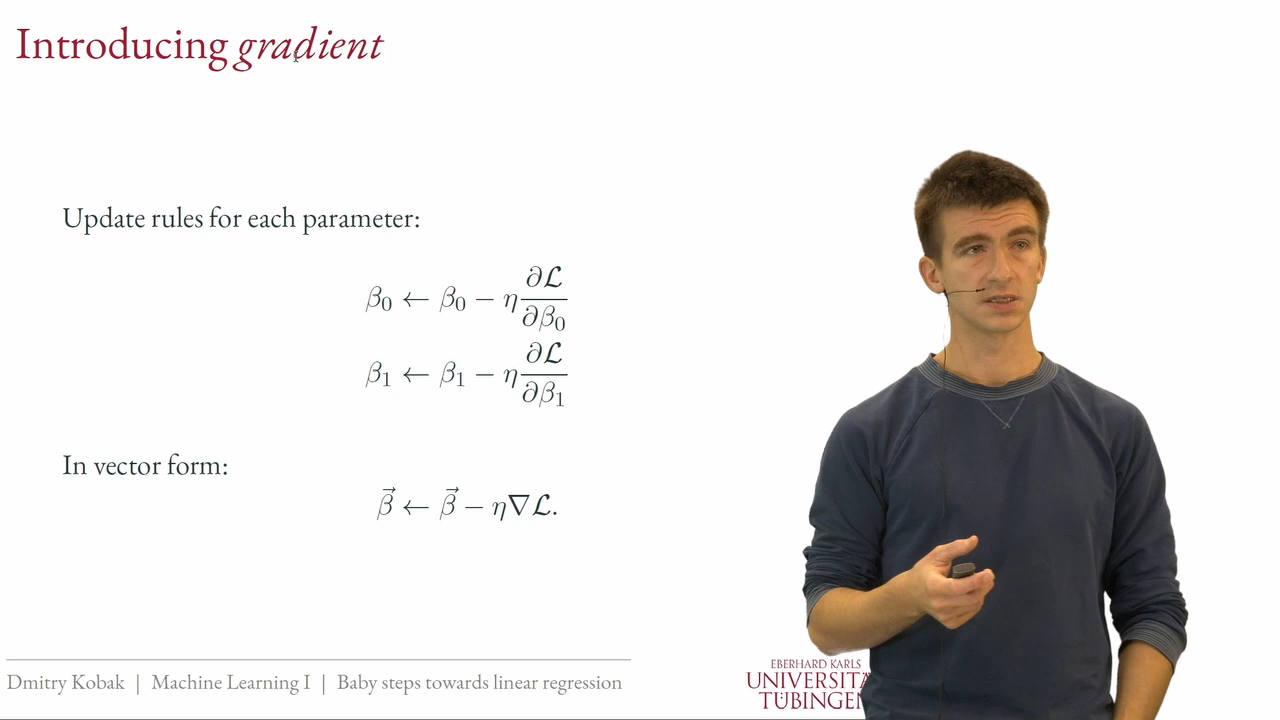 Introducing gradient
Update rules for each parameter:
β₀ ← β₀ − η ∂ℒ/∂β₀
β₁ ← β₁ − η ∂ℒ/∂β₁
In vector form:
β⃗ ← β⃗ − η∇ℒ.
Dmitry Kobak | Machine Learning I | Baby steps towards linear regression
EBERHARD KARLS
UNIVERSITÄ
TÜBINGEN